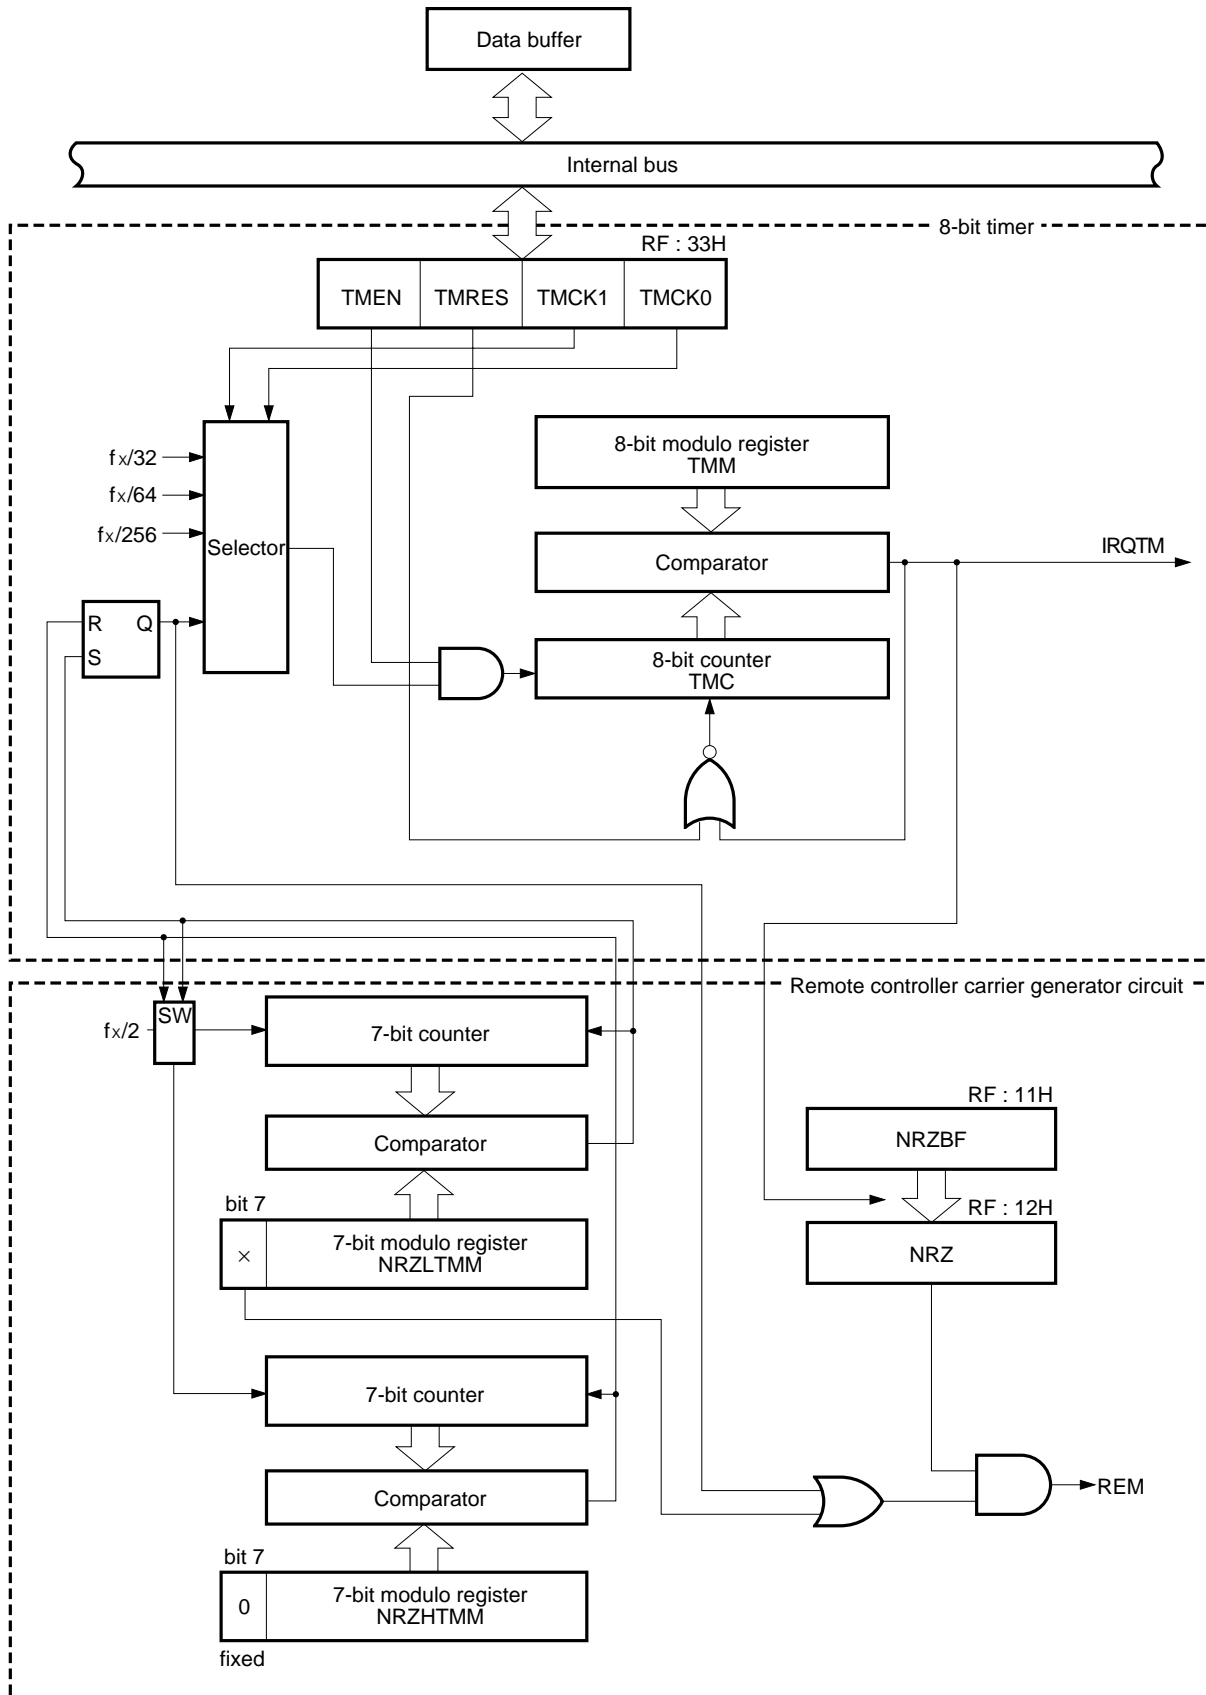 Data buffer
Internal bus
8-bit timer
RF : 33H
TMEN TMRES TMCK1 TMCK0
8-bit modulo register
TMM
fX/32
fX/64
fX/256
Selector
Comparator
IRQTM
R Q
S
8-bit counter
TMC
Remote controller carrier generator circuit
SW
fX/2
7-bit counter
RF : 11H
NRZBF
Comparator
bit 7
RF : 12H
× 7-bit modulo register
NRZLTMM
NRZ
7-bit counter
Comparator
REM
bit 7
0 7-bit modulo register
NRZHTMM
fixed